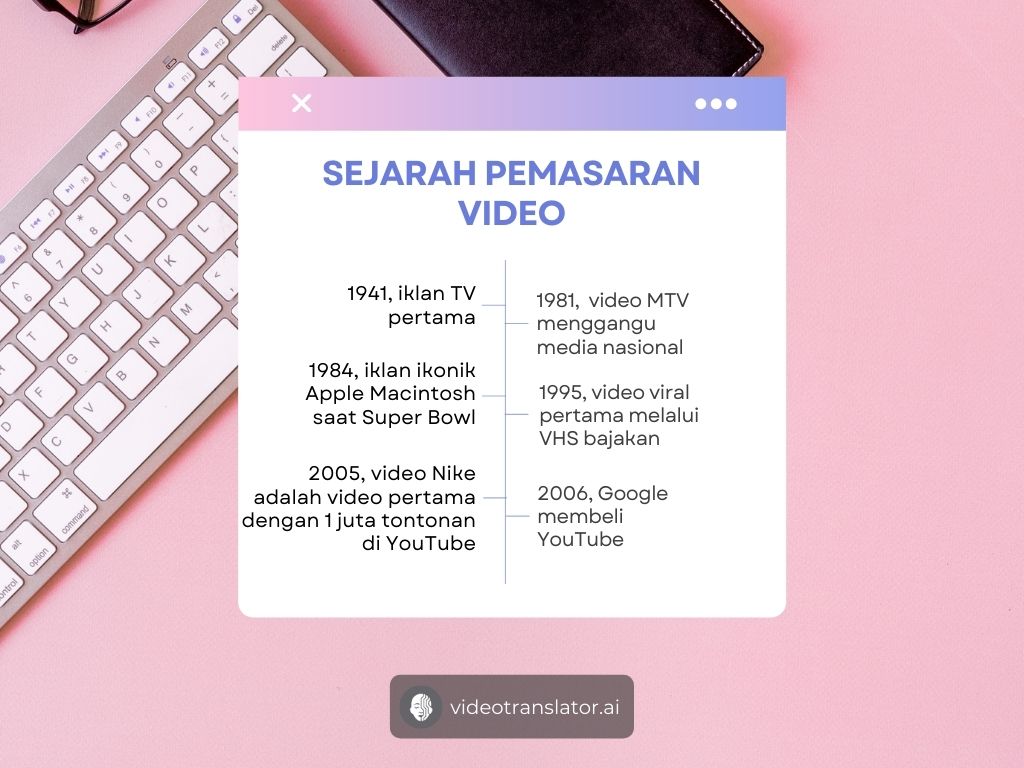 SEJARAH PEMASARAN
VIDEO
1941, iklan TV
pertama
1981, video MTV
menggangu
media nasional
1984, iklan ikonik
Apple Macintosh
saat Super Bowl
1995, video viral
pertama melalui
VHS bajakan
2005, video Nike
adalah video pertama
dengan 1 juta tontonan
di YouTube
2006, Google
membeli
YouTube
videotranslator.ai